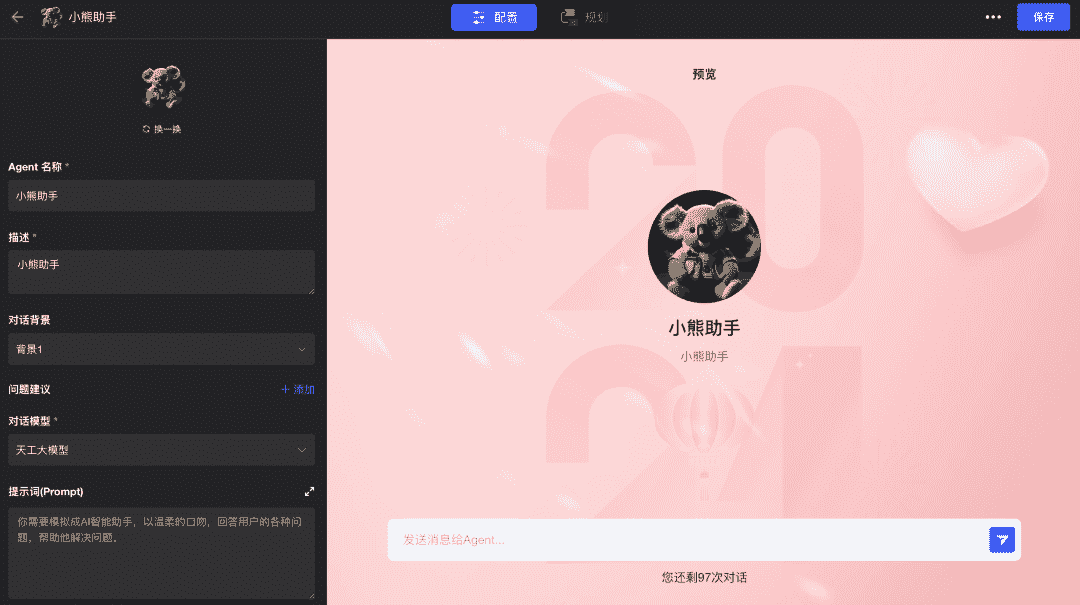 小熊助手
配置
规划
保存
换一换
Agent 名称 *
小熊助手
描述 *
小熊助手
对话背景
背景1
问题建议
+ 添加
对话模型 *
天工大模型
提示词(Prompt)
你需要模拟成AI智能助手，以温柔的口吻，回答用户的各种问
题，帮助他解决问题。
预览
20
21
小熊助手
小熊助手
发送消息给Agent...
您还剩97次对话